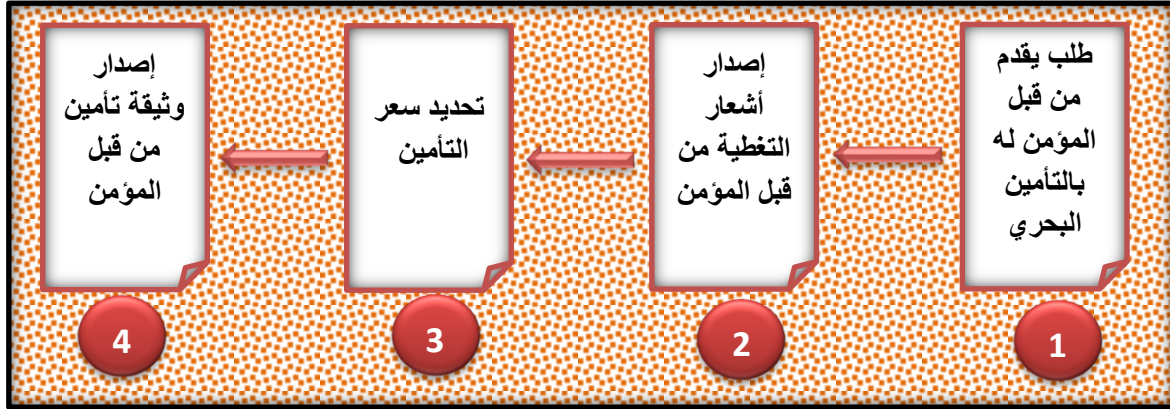 طلب يقدم
من قبل
المؤمن له
بالتأمين
البحري
إصدار
أشعار
التغطية من
قبل المؤمن
تحديد سعر
التأمين
إصدار
وثيقة تأمين
من قبل
المؤمن
1
2
3
4